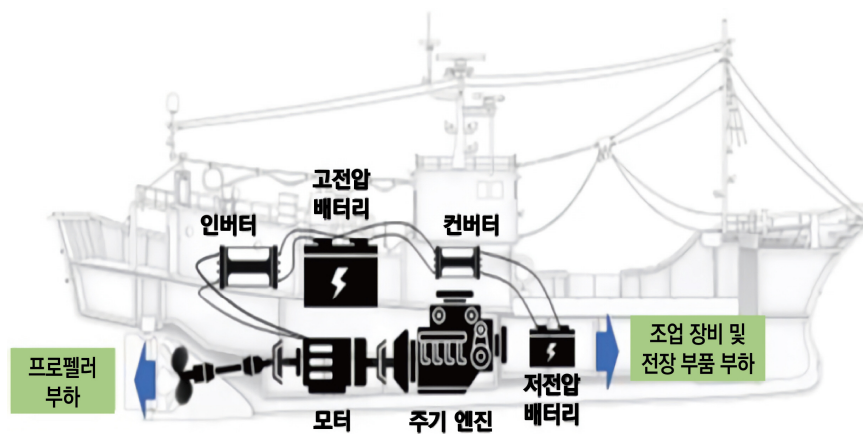 고전압
배터리
인버터
컨버터
조업 장비 및
전장 부품 부하
프로펠러
부하
모터
주기 엔진
저전압
배터리